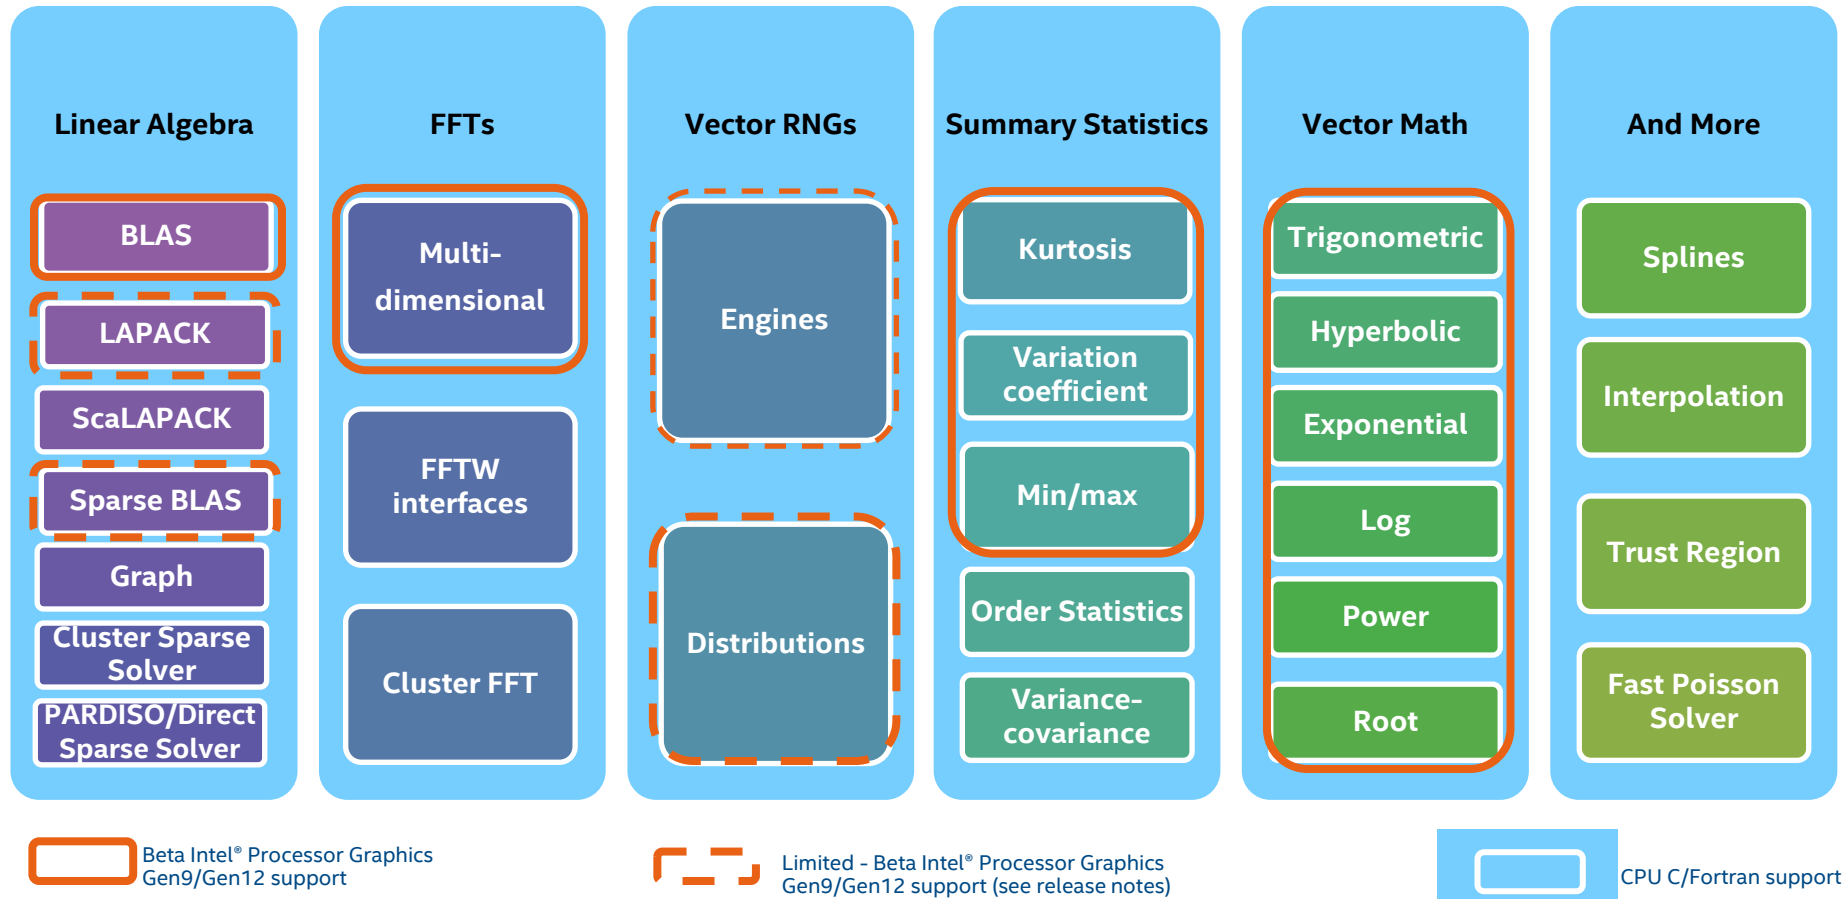 Linear Algebra
BLAS
LAPACK
ScaLAPACK
Sparse BLAS
Graph
Cluster Sparse
Solver
PARDISO/Direct
Sparse Solver
FFTs
Multi-
dimensional
FFTW
interfaces
Cluster FFT
Vector RNGs
Engines
Distributions
Summary Statistics
Kurtosis
Variation
coefficient
Min/max
Order Statistics
Variance-
covariance
Vector Math
Trigonometric
Hyperbolic
Exponential
Log
Power
Root
And More
Splines
Interpolation
Trust Region
Fast Poisson
Solver
Beta Intel® Processor Graphics
Gen9/Gen12 support
Limited - Beta Intel® Processor Graphics
Gen9/Gen12 support (see release notes)
CPU C/Fortran support